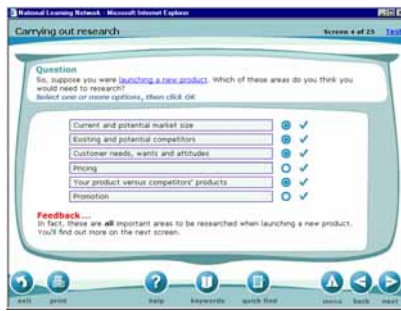 National Learning Network - Microsoft Internet Explorer
Carrying out research
Screen 4 of 25
Text
Question
So, suppose you were launching a new product. Which of these areas do you think you
would need to research?
Select one or more options, then click OK
Current and potential market size
Existing and potential competitors
Customer needs, wants and attitudes
Pricing
Your product versus competitors' products
Promotion
Feedback...
In fact, these are all important areas to be researched when launching a new product.
You'll find out more on the next screen.
exit print help keywords quick find menu back next